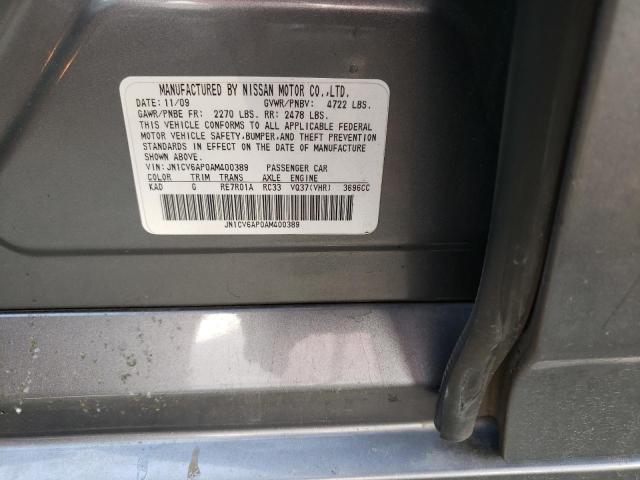 MANUFACTURED BY NISSAN MOTOR CO.,LTD.
DATE: 11/09 GVWR/PNBV: 4722 LBS.
GAWR/PNBE FR: 2270 LBS. RR: 2478 LBS.
THIS VEHICLE CONFORMS TO ALL APPLICABLE FEDERAL
MOTOR VEHICLE SAFETY,BUMPER,AND THEFT PREVENTION
STANDARDS IN EFFECT ON THE DATE OF MANUFACTURE
SHOWN ABOVE.
VIN: JN1CV6AP0AM400389 PASSENGER CAR
COLOR TRIM TRANS AXLE ENGINE
KAD G RE7R01A RC33 VQ37(VHR) 3696CC
JN1CV6AP0AM400389